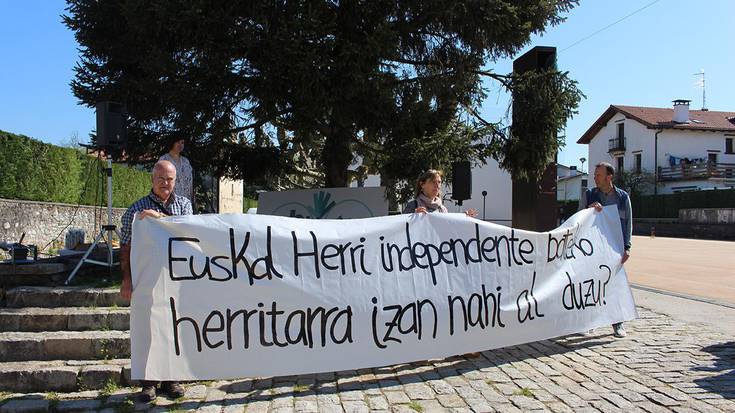 Euskal Herri independente bateko
herritarra izan nahi al duzu?